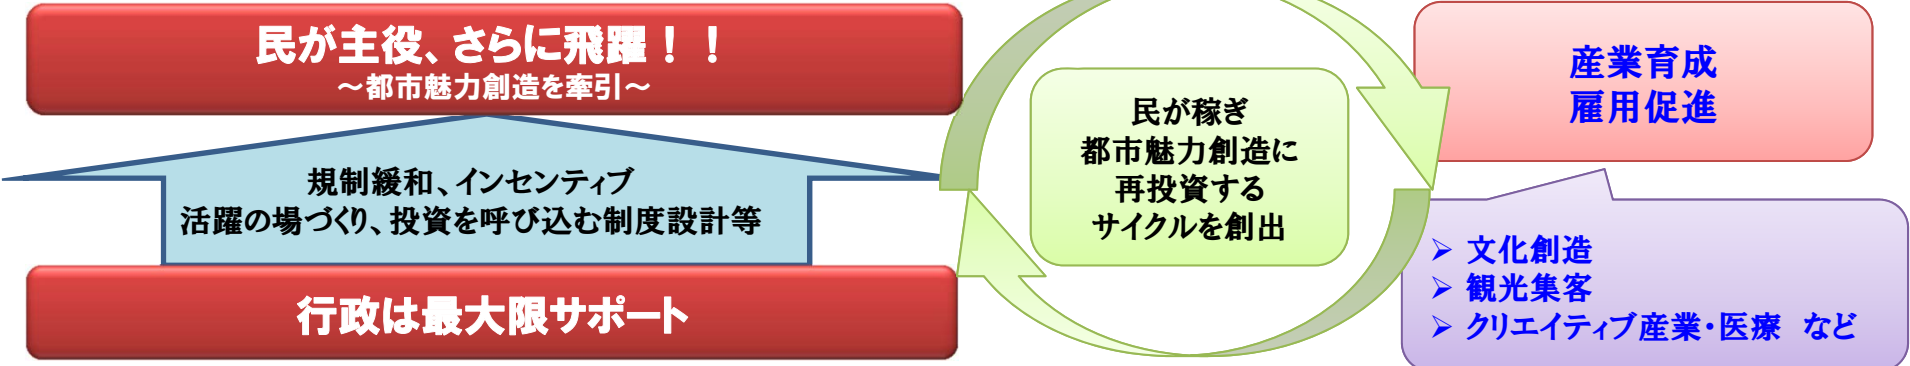 民が主役、さらに飛躍！！
～都市魅力創造を牽引～
規制緩和、インセンティブ
活躍の場づくり、投資を呼び込む制度設計等
行政は最大限サポート
民が稼ぎ
都市魅力創造に
再投資する
サイクルを創出
産業育成
雇用促進
➢ 文化創造
➢ 観光集客
➢ クリエイティブ産業・医療　など